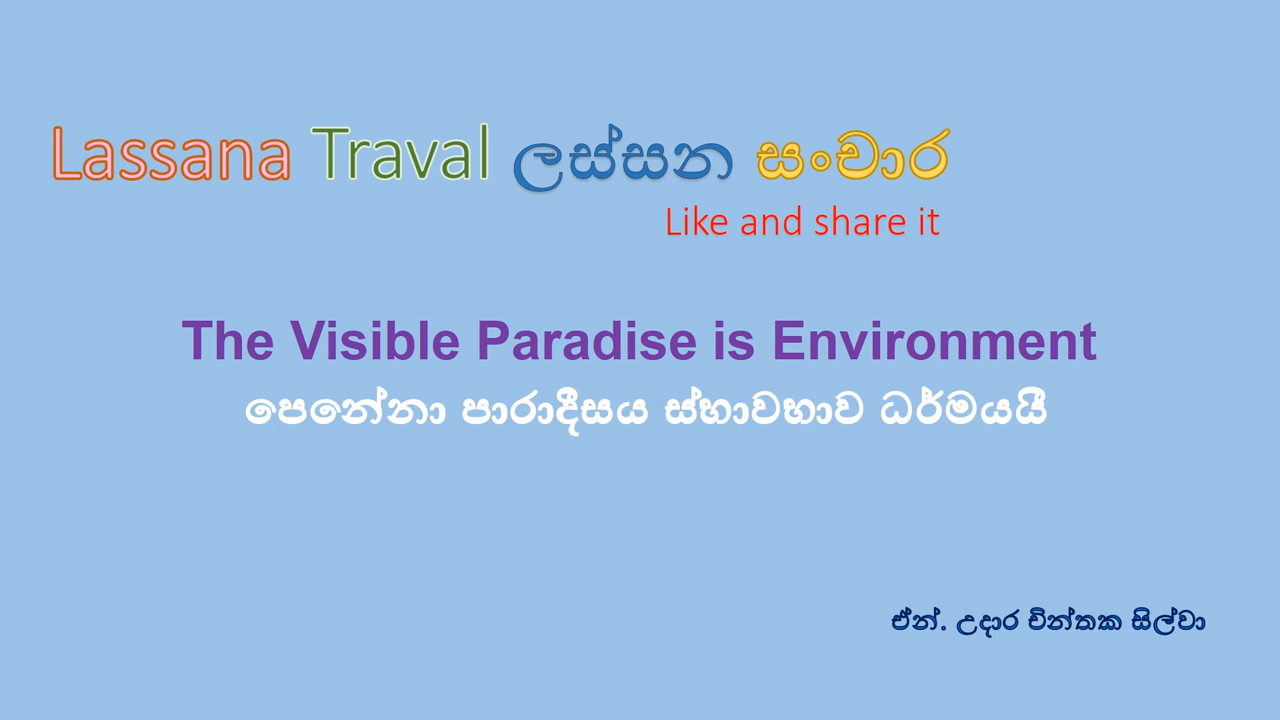 Lassana Traval ලස්සන සංචාර
Like and share it
The Visible Paradise is Environment
පෙනේනා පාරාදීසය ස්භාවභාව ධර්මයයී
ඒන්. උදාර චින්තක සිල්වා